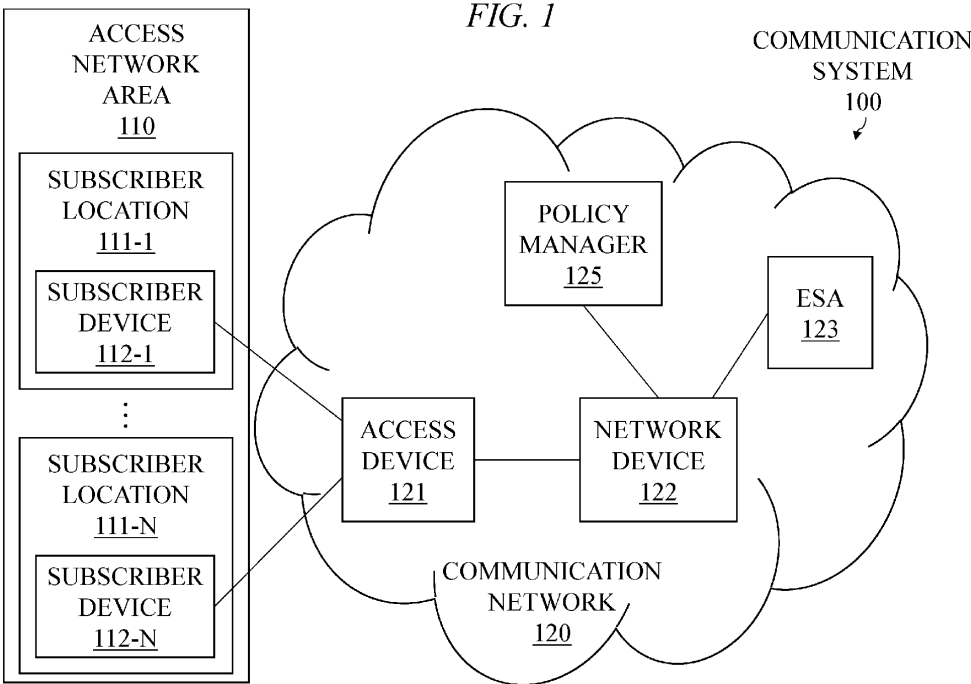 FIG. 1
COMMUNICATION
SYSTEM
100
ACCESS
NETWORK
AREA
110
SUBSCRIBER
LOCATION
111-1
SUBSCRIBER
DEVICE
112-1
SUBSCRIBER
LOCATION
111-N
SUBSCRIBER
DEVICE
112-N
POLICY
MANAGER
125
ESA
123
ACCESS
DEVICE
121
NETWORK
DEVICE
122
COMMUNICATION
NETWORK
120